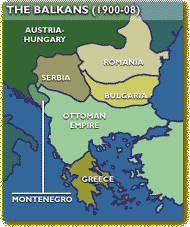 THE BALKANS (1900-08)
AUSTRIA-
HUNGARY
ROMANIA
SERBIA
BULGARIA
OTTOMAN
EMPIRE
GREECE
MONTENEGRO